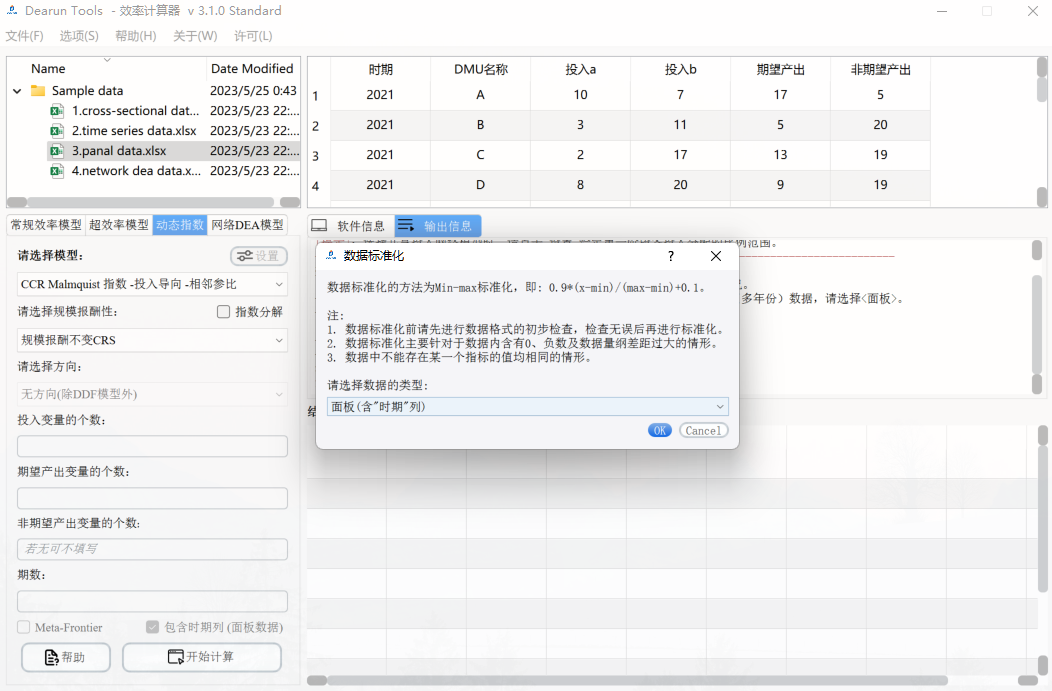 Dearun Tools - 效率计算器 v 3.1.0 Standard
文件(F) 选项(S) 帮助(H) 关于(W) 许可(L)
Name Date Modified
Sample data 2023/5/25 0:43
1.cross-sectional dat... 2023/5/23 22:...
2.time series data.xlsx 2023/5/23 22:...
3.panal data.xlsx 2023/5/23 22:...
4.network dea data.x... 2023/5/23 22:...
时期 DMU名称 投入a 投入b 期望产出 非期望产出
1 2021 A 10 7 17 5
2 2021 B 3 11 5 20
3 2021 C 2 17 13 19
4 2021 D 8 20 9 19
常规效率模型 超效率模型 动态指数 网络DEA模型
请选择模型:
设置
CCR Malmquist 指数 -投入导向 -相邻参比
请选择规模报酬性:
指数分解
规模报酬不变CRS
请选择方向:
无方向(除DDF模型外)
投入变量的个数:
期望产出变量的个数:
非期望产出变量的个数:
若无可不填写
期数:
Meta-Frontier
包含时期列 (面板数据)
帮助
开始计算
软件信息 输出信息
范围。
多年份）数据，请选择<面板>。
数据标准化
?
数据标准化的方法为Min-max标准化，即: 0.9*(x-min)/(max-min)+0.1。
注:
1. 数据标准化前请先进行数据格式的初步检查，检查无误后再进行标准化。
2. 数据标准化主要针对于数据内含有0、负数及数据量纲差距过大的情形。
3. 数据中不能存在某一个指标的值均相同的情形。
请选择数据的类型:
面板(含"时期"列)
OK
Cancel